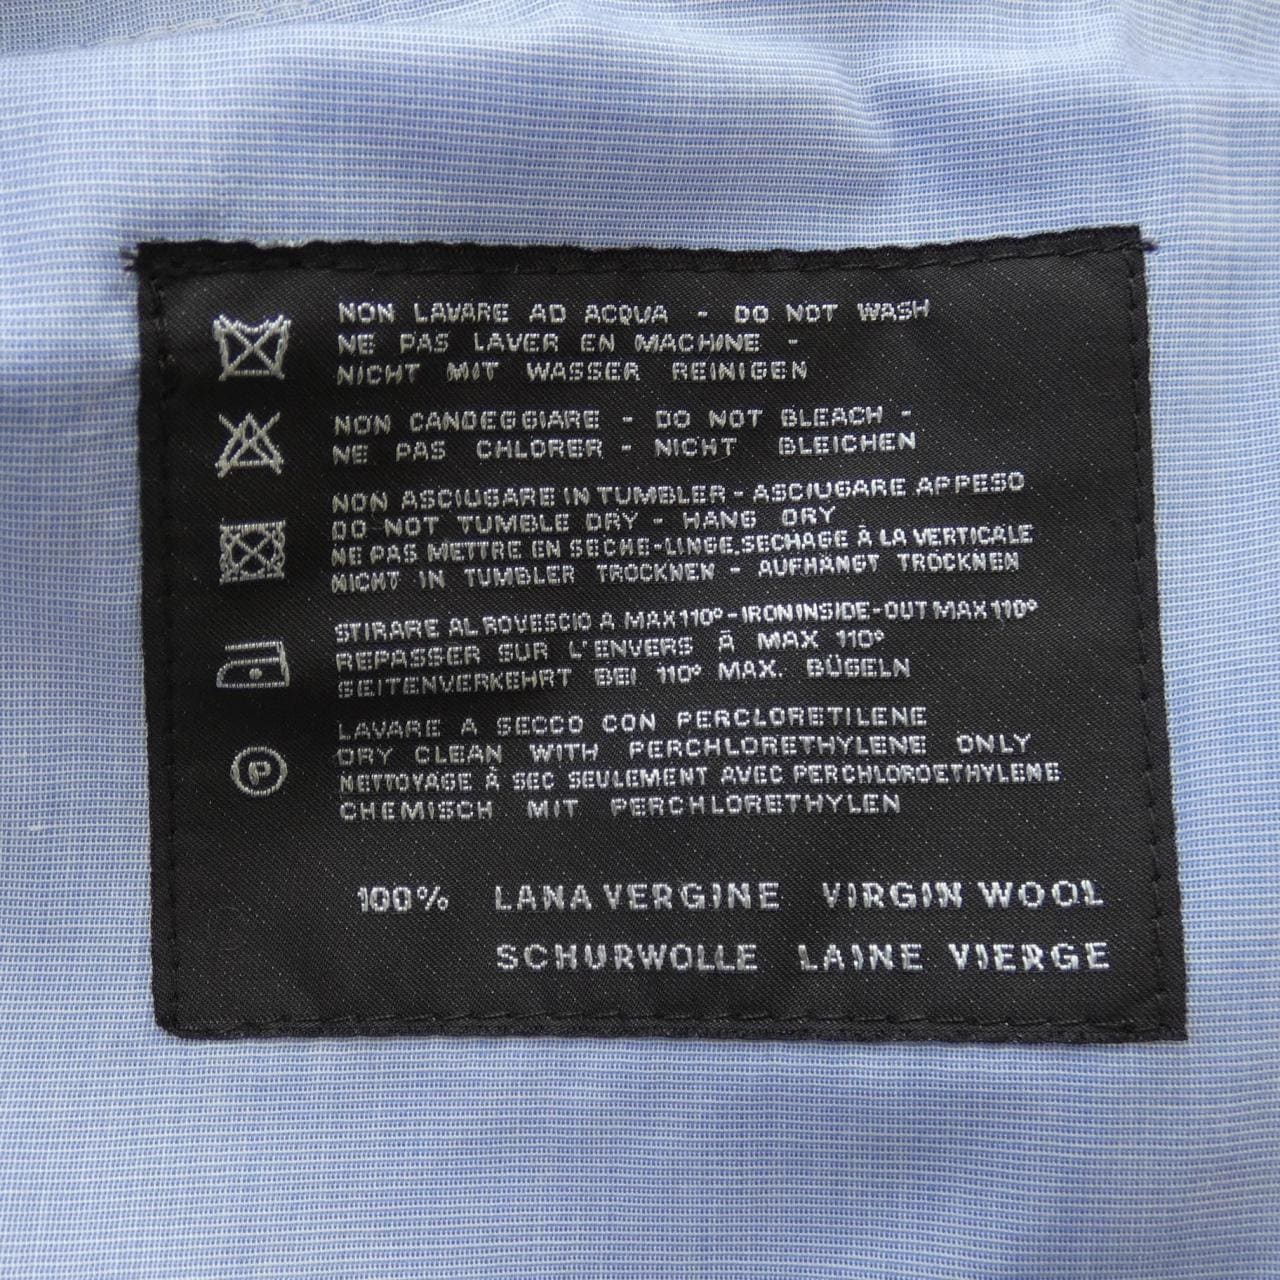 NON LAVARE AD ACQUA - DO NOT WASH
NE PAS LAVER EN MACHINE -
NICHT MIT WASSER REINIGEN
NON CANDEGGIARE - DO NOT BLEACH -
NE PAS CHLORER - NICHT BLEICHEN
NON ASCIUGARE IN TUMBLER - ASCIUGARE APPESO
DO NOT TUMBLE DRY - HANG DRY
NE PAS METTRE EN SECHE-LINGE.SECHAGE À LA VERTICALE
NICHT IN TUMBLER TROCKNEN - AUFHÄNGT TROCKNEN
STIRARE AL ROVESCIO A MAX 110° - IRON INSIDE-OUT MAX 110°
REPASSER SUR L'ENVERS À MAX 110°
SEITENVERKEHRT BEI 110° MAX. BÜGELN
P
LAVARE A SECCO CON PERCLORETILENE
DRY CLEAN WITH PERCHLORETHYLENE ONLY
NETTOYAGE À SEC SEULEMENT AVEC PERCHLOROETHYLENE
CHEMISCH MIT PERCHLORETHYLEN
100% LANA VERGINE VIRGIN WOOL
SCHURWOLLE LAINE VIERGE